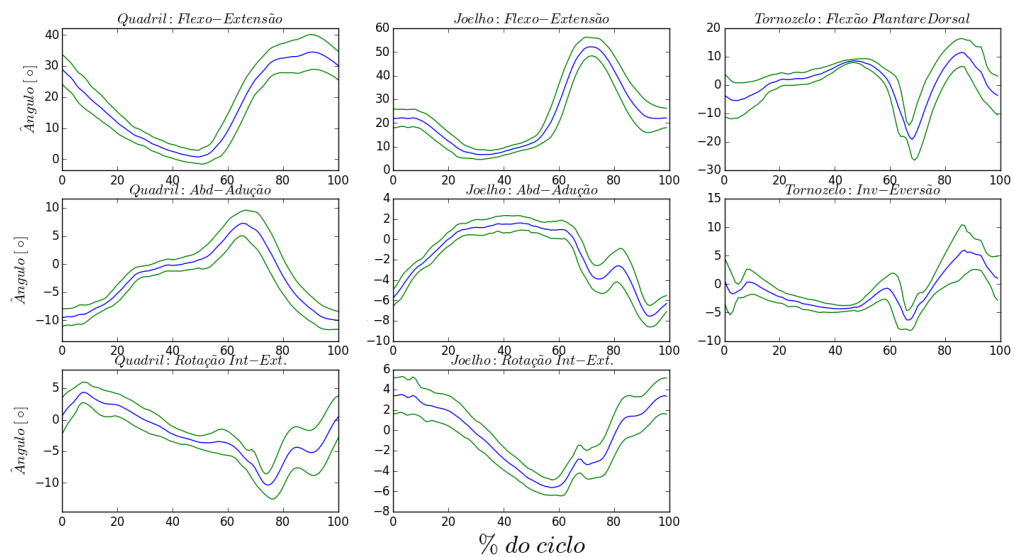 Quadril : Flexo−Extensão
Joelho : Flexo−Extensão
Tornozelo : Flexão PlantareDorsal
Ângulo [∘]
40
30
20
10
0
0 20 40 60 80 100
60
50
40
30
20
10
0
0 20 40 60 80 100
20
10
0
−10
−20
−30
0 20 40 60 80 100
Quadril : Abd−Adução
Joelho : Abd−Adução
Tornozelo : Inv−Eversão
Ângulo [∘]
10
5
0
−5
−10
0 20 40 60 80 100
4
2
0
−2
−4
−6
−8
−10
0 20 40 60 80 100
15
10
5
0
−5
−10
0 20 40 60 80 100
Quadril : Rotação Int−Ext.
Joelho : Rotação Int−Ext.
Ângulo [∘]
5
0
−5
−10
0 20 40 60 80 100
6
4
2
0
−2
−4
−6
−8
0 20 40 60 80 100
% do ciclo